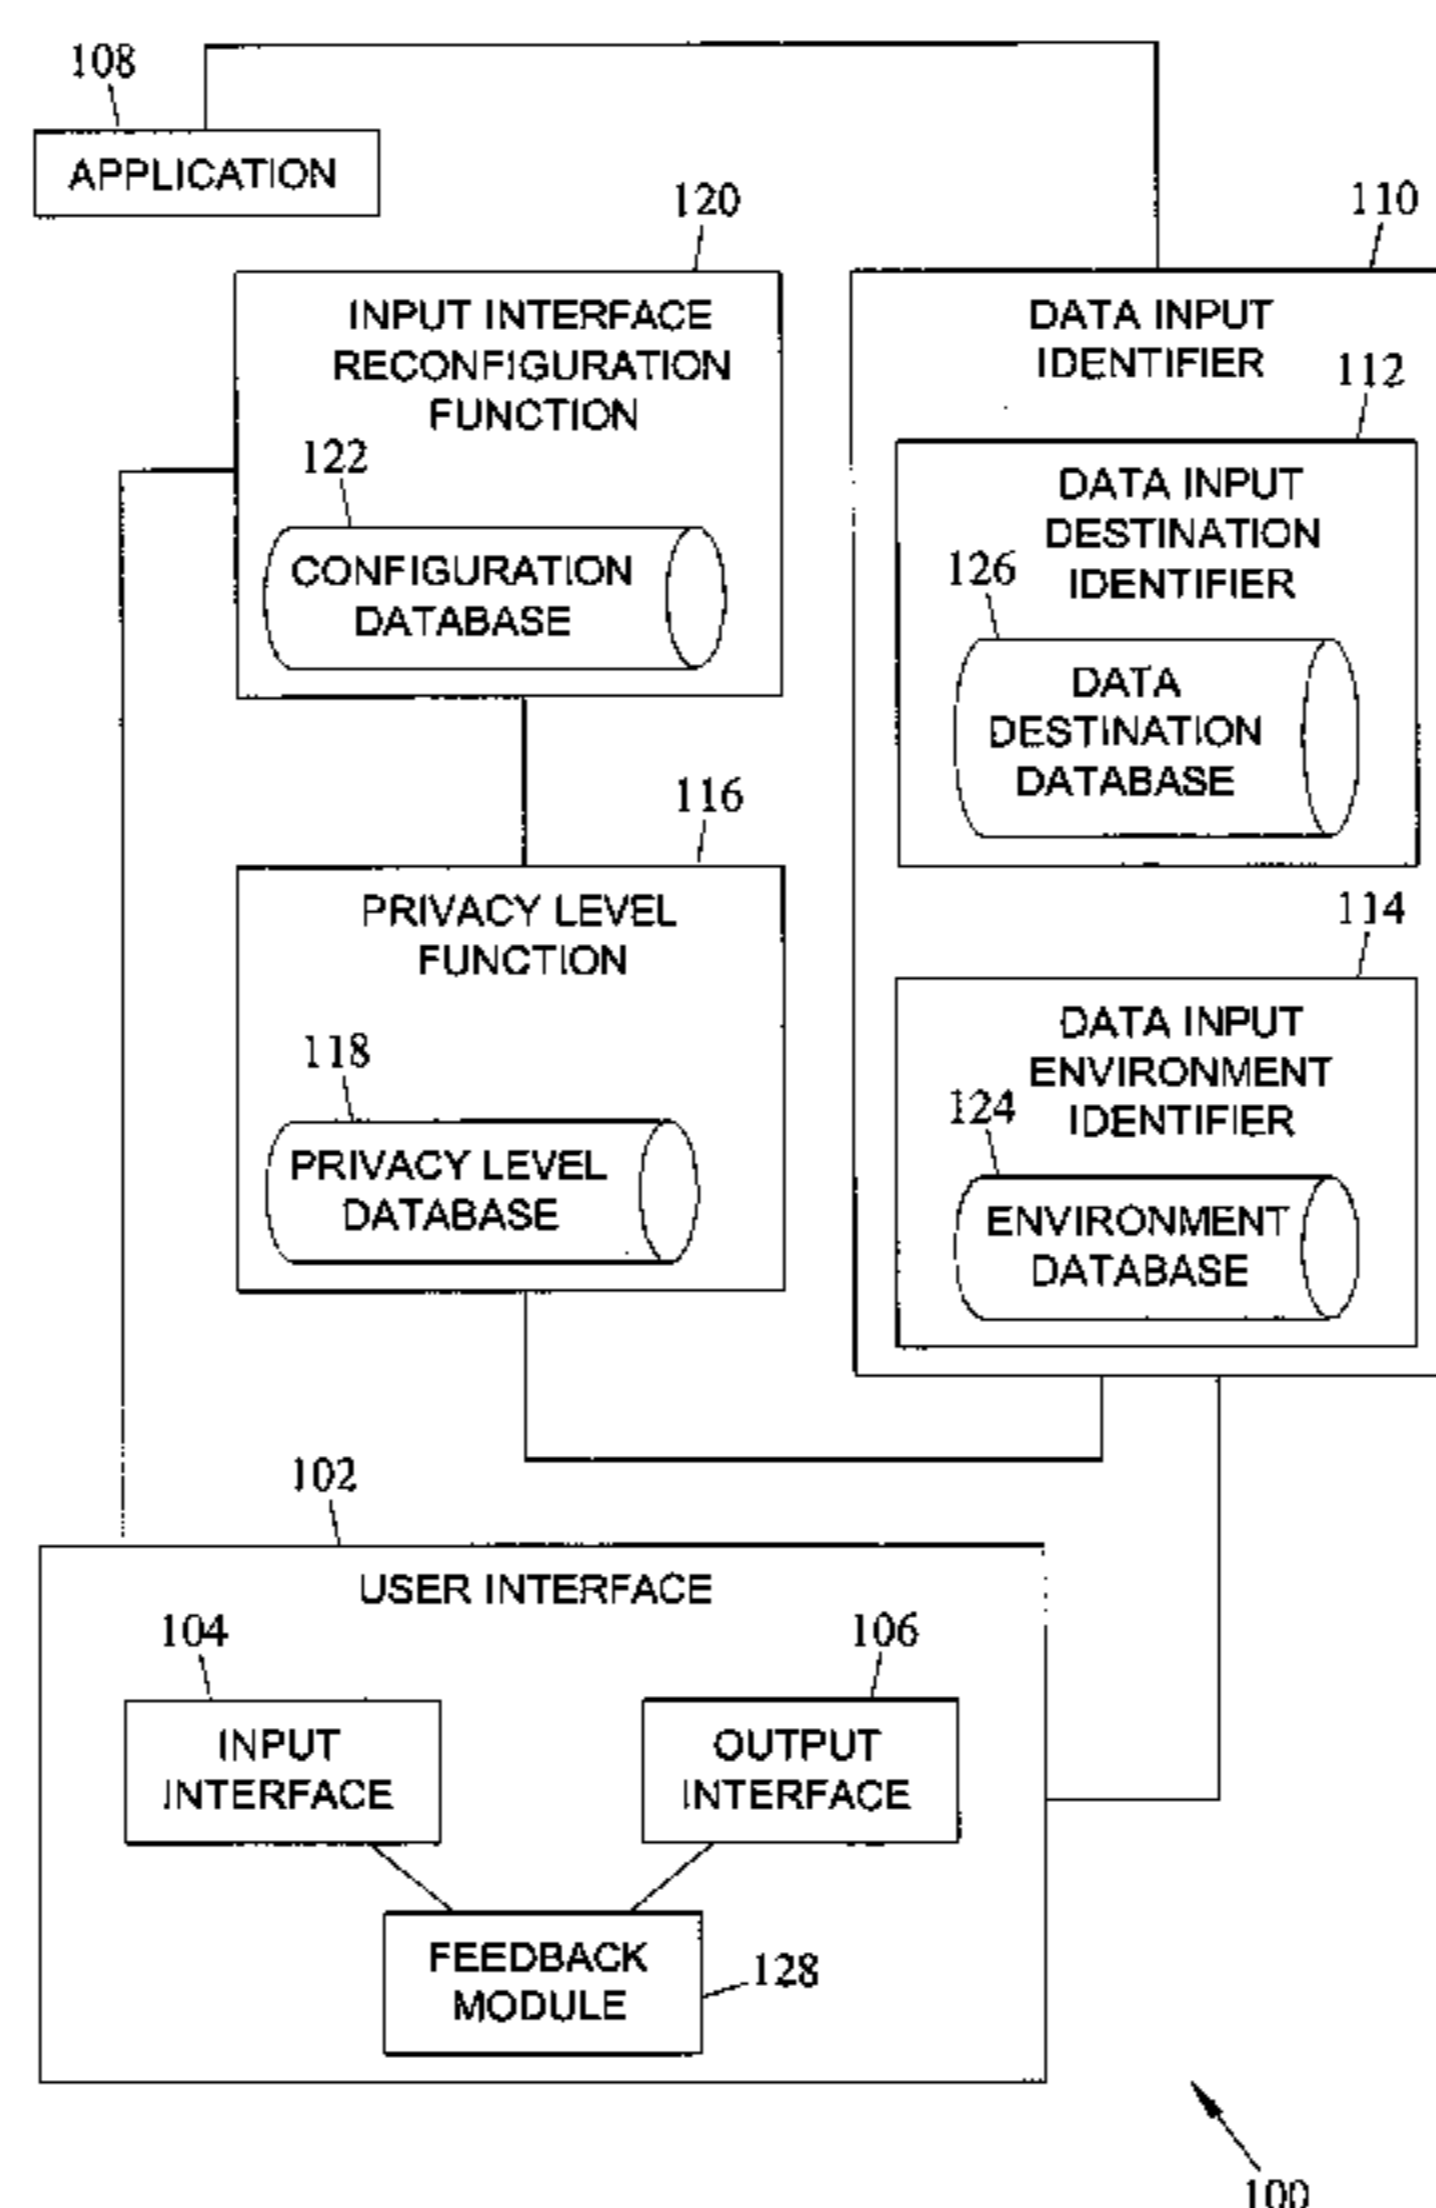 108
APPLICATION
120
INPUT INTERFACE
RECONFIGURATION
FUNCTION
122
CONFIGURATION
DATABASE
110
DATA INPUT
IDENTIFIER
112
DATA INPUT
DESTINATION
IDENTIFIER
126
DATA
DESTINATION
DATABASE
116
PRIVACY LEVEL
FUNCTION
118
PRIVACY LEVEL
DATABASE
114
DATA INPUT
ENVIRONMENT
IDENTIFIER
124
ENVIRONMENT
DATABASE
102
USER INTERFACE
104
INPUT
INTERFACE
106
OUTPUT
INTERFACE
FEEDBACK
MODULE
128
100